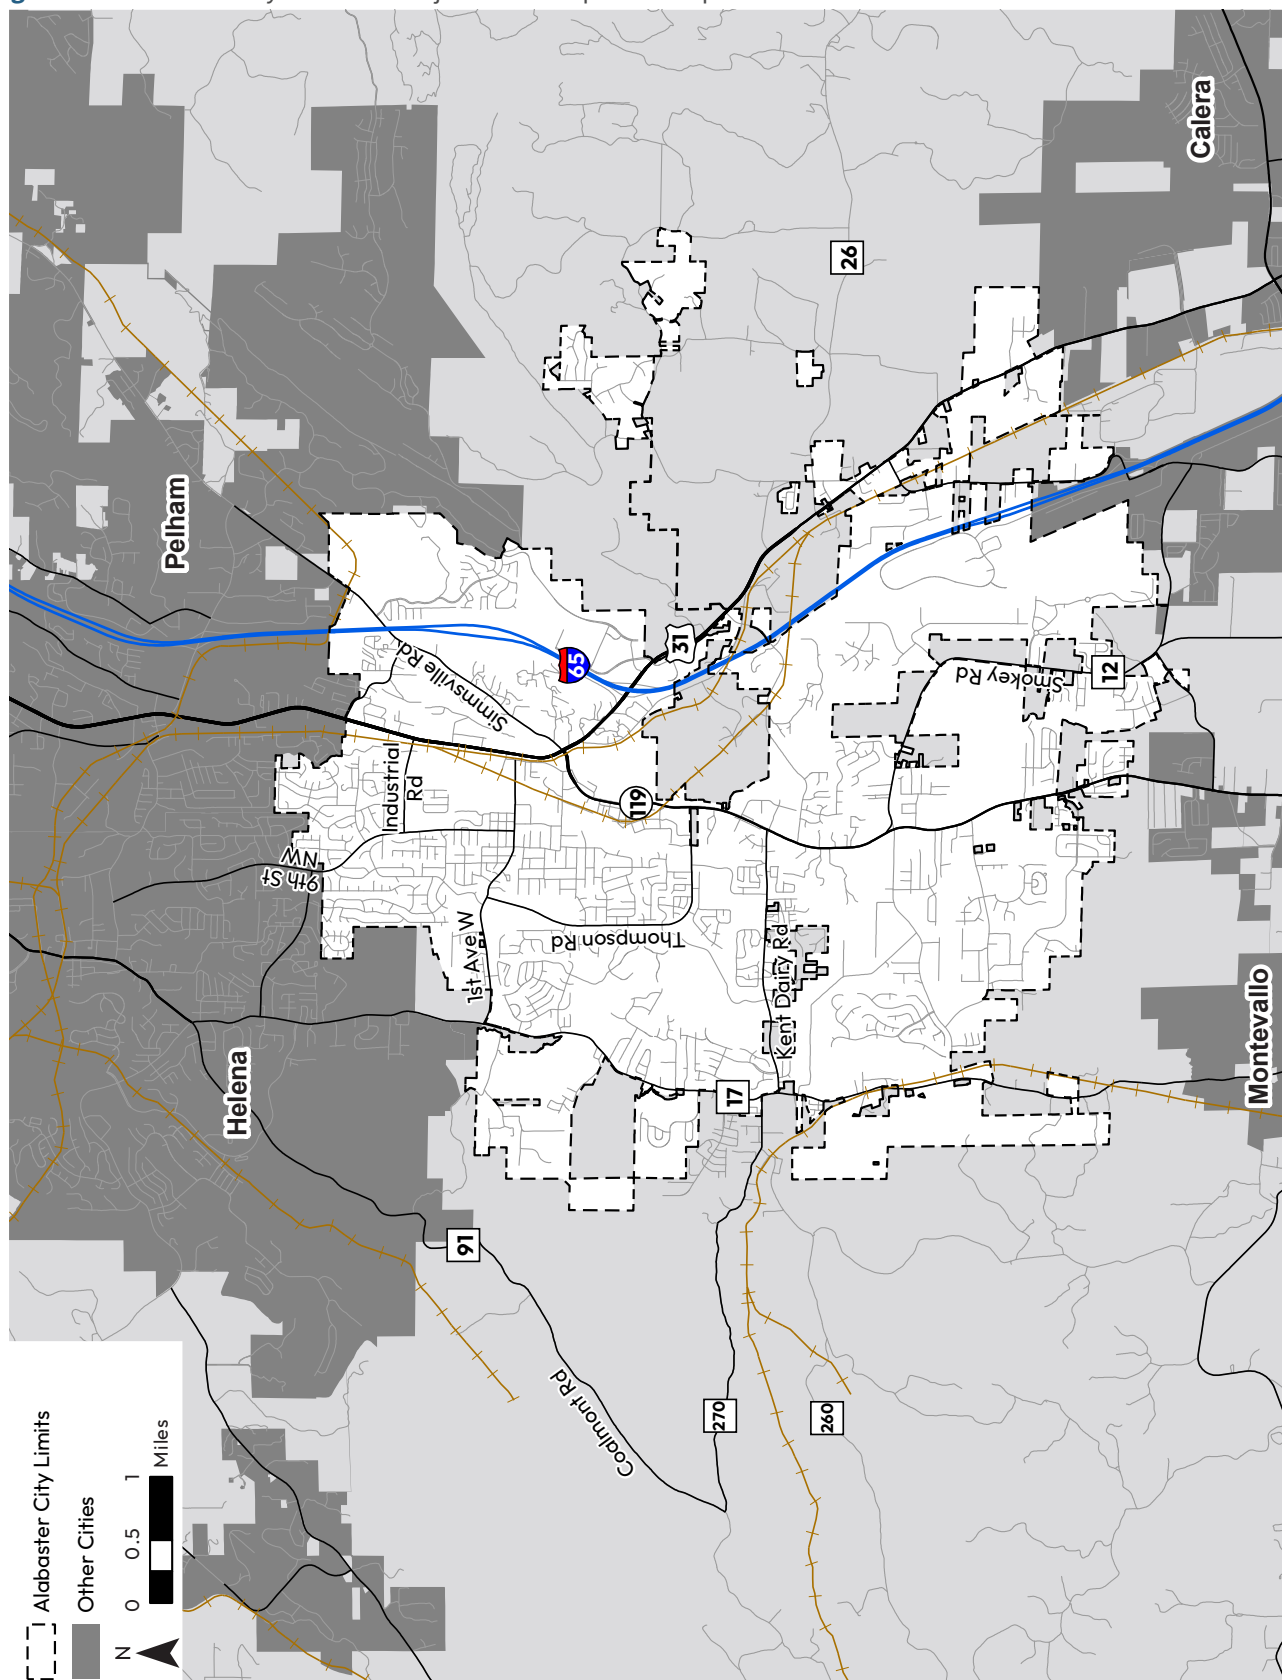 Pelham
Calera
26
Simmsville Rd
65
31
Industrial
Rd
119
Smokey Rd
12
9th St
NW
1st Ave W
Thompson Rd
Kent Dairy Rd
Helena
17
Montevallo
91
Coalmont Rd
270
260
Alabaster City Limits
Other Cities
0 0.5 1
Miles
N